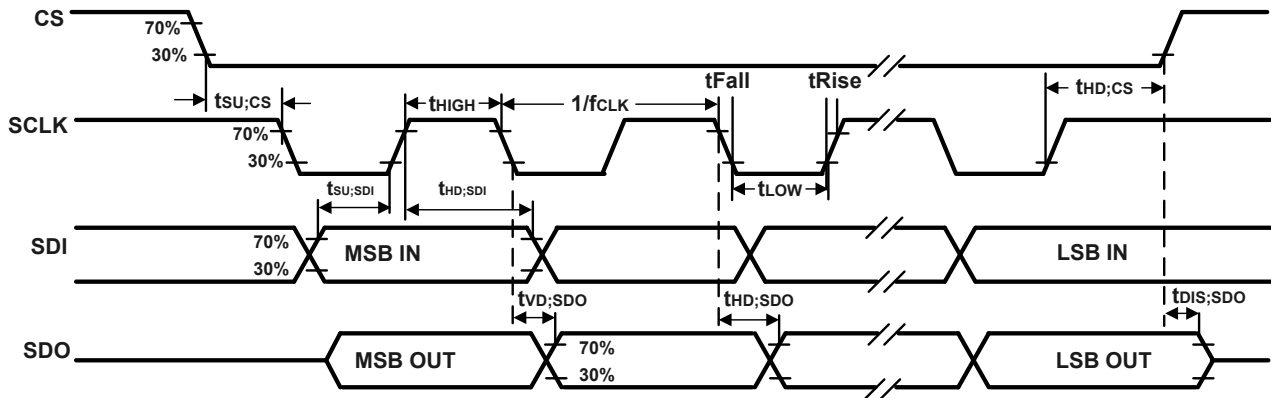 CS
70%
30%
tSU;CS
tHIGH
1/fCLK
tFall
tRise
tHD;CS
SCLK
70%
30%
tSU;SDI
tHD;SDI
tLOW
SDI
70%
30%
MSB IN
LSB IN
tVD;SDO
tHD;SDO
tDIS;SDO
SDO
MSB OUT
70%
30%
LSB OUT